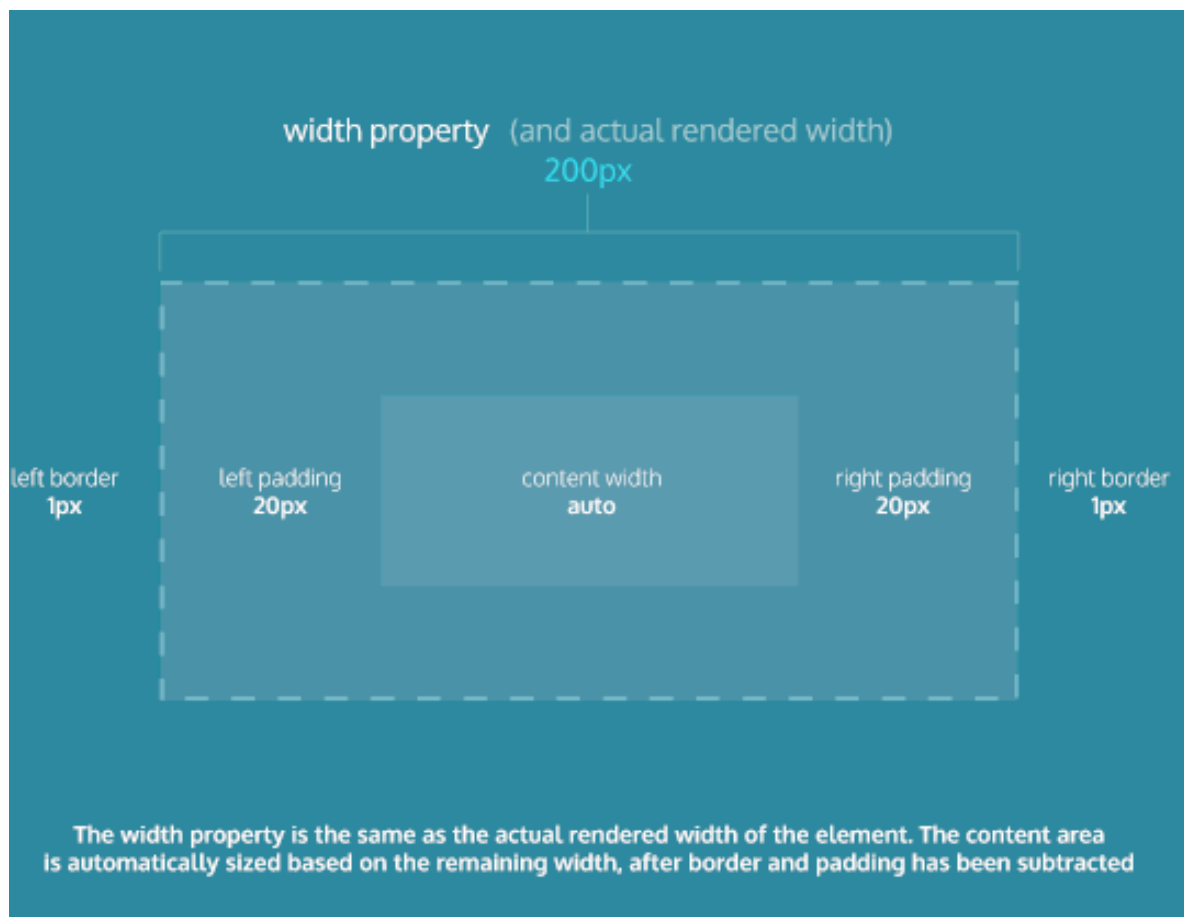 width property (and actual rendered width)
200px
left border
1px
left padding
20px
content width
auto
right padding
20px
right border
1px
The width property is the same as the actual rendered width of the element. The content area
is automatically sized based on the remaining width, after border and padding has been subtracted